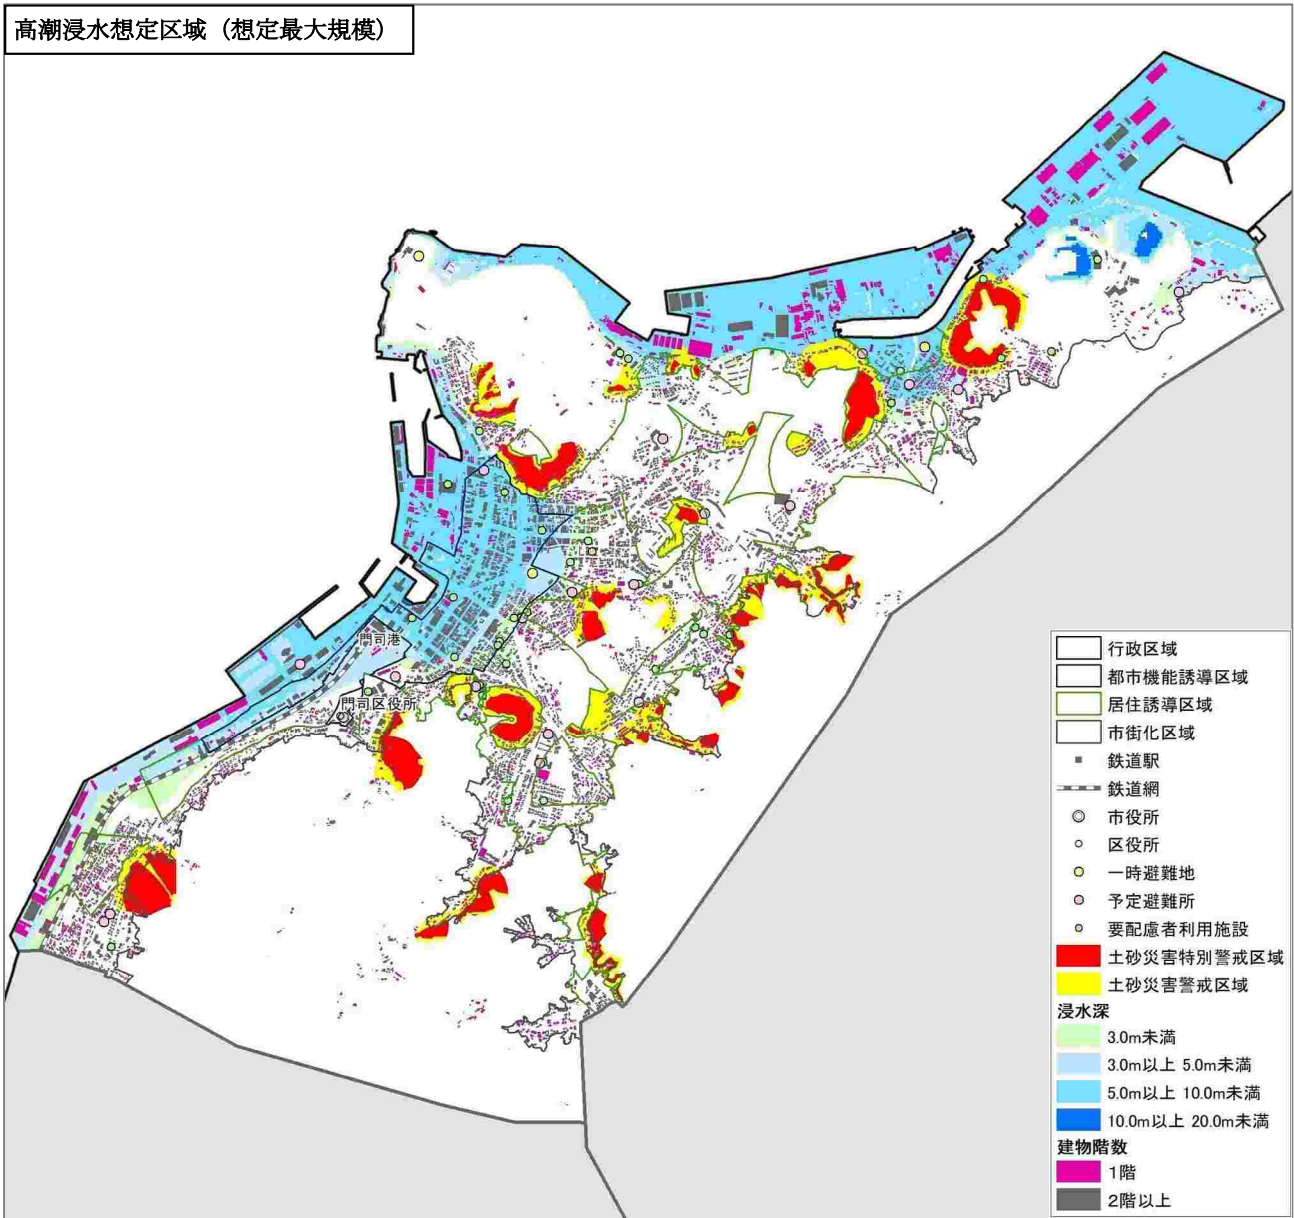 高潮浸水想定区域（想定最大規模）
門司港
門司区役所
行政区域
都市機能誘導区域
居住誘導区域
市街化区域
鉄道駅
鉄道網
市役所
区役所
一時避難地
予定避難所
要配慮者利用施設
土砂災害特別警戒区域
土砂災害警戒区域
浸水深
3.0m未満
3.0m以上 5.0m未満
5.0m以上 10.0m未満
10.0m以上 20.0m未満
建物階数
1階
2階以上